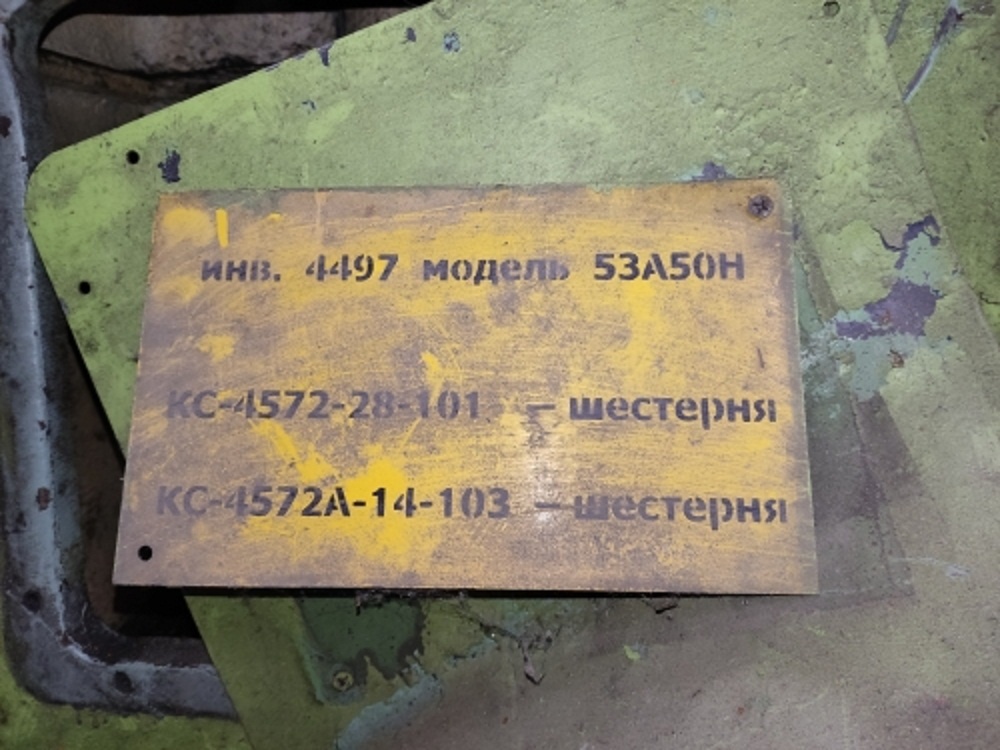 инв. 4497 модель 53А50Н
КС-4572-28-101 – шестерня
КС-4572А-14-103 – шестерня